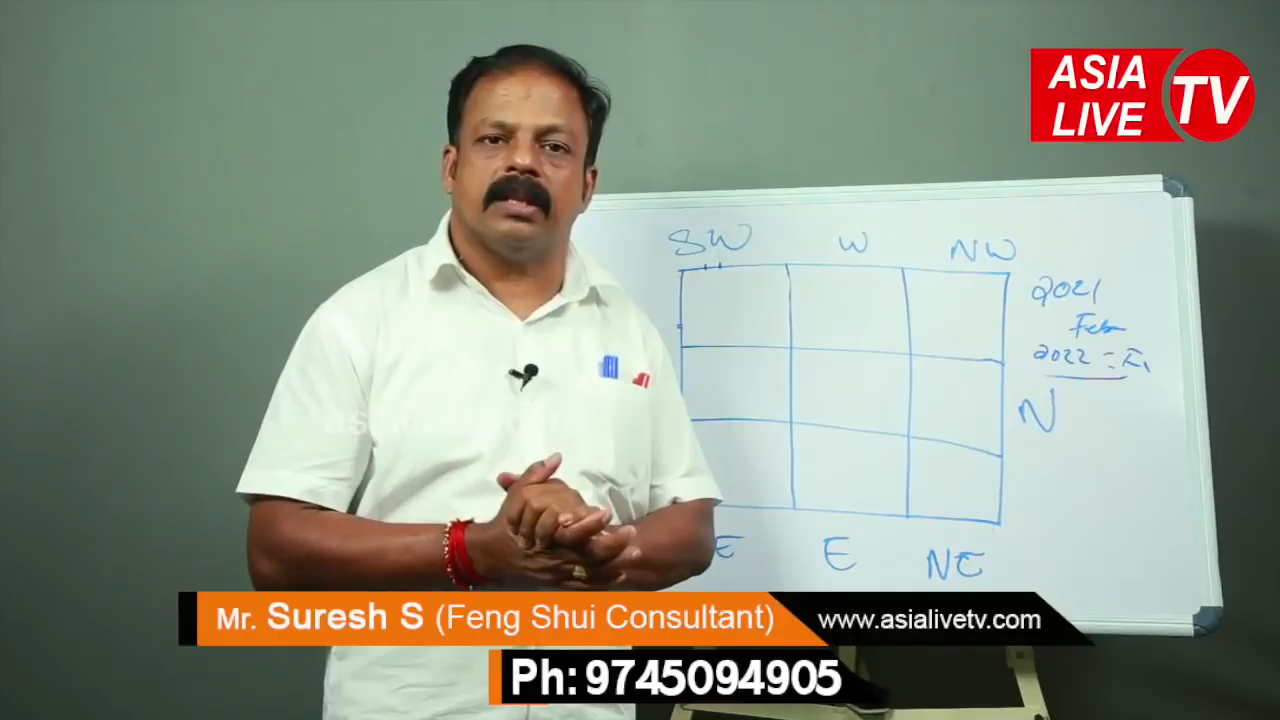 ASIA
LIVE
TV
SW W NW
2021
Feb
2022 =
N
E E NE
Mr. Suresh S (Feng Shui Consultant)
www.asialivetv.com
Ph: 9745094905